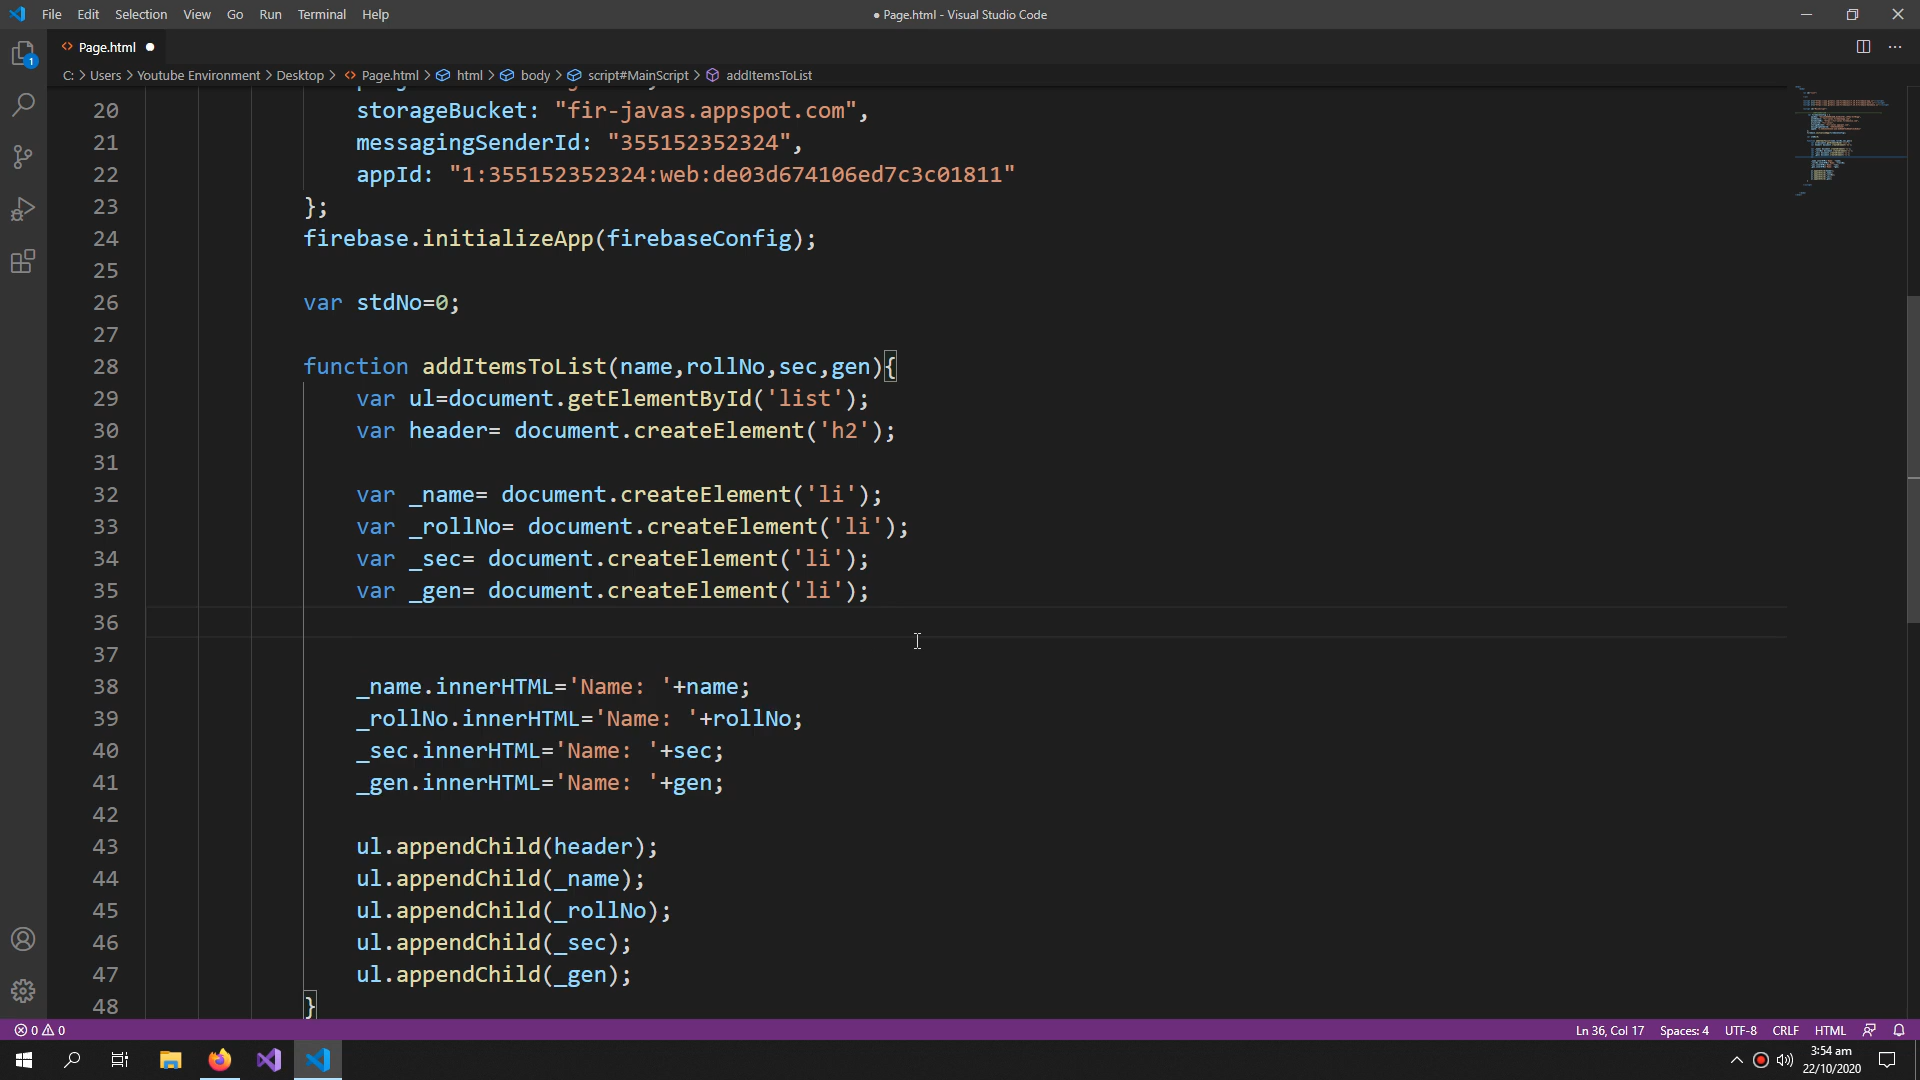 File Edit Selection View Go Run Terminal Help
● Page.html - Visual Studio Code
Page.html ●
C: > Users > Youtube Environment > Desktop > Page.html > html > body > script#MainScript > addItemsToList
20 storageBucket: "fir-javas.appspot.com",
21 messagingSenderId: "355152352324",
22 appId: "1:355152352324:web:de03d674106ed7c3c01811"
23 };
24 firebase.initializeApp(firebaseConfig);
25
26 var stdNo=0;
27
28 function addItemsToList(name,rollNo,sec,gen){
29 var ul=document.getElementById('list');
30 var header= document.createElement('h2');
31
32 var _name= document.createElement('li');
33 var _rollNo= document.createElement('li');
34 var _sec= document.createElement('li');
35 var _gen= document.createElement('li');
36
37
38 _name.innerHTML='Name: '+name;
39 _rollNo.innerHTML='Name: '+rollNo;
40 _sec.innerHTML='Name: '+sec;
41 _gen.innerHTML='Name: '+gen;
42
43 ul.appendChild(header);
44 ul.appendChild(_name);
45 ul.appendChild(_rollNo);
46 ul.appendChild(_sec);
47 ul.appendChild(_gen);
48 }
1
0 0
Ln 36, Col 17 Spaces: 4 UTF-8 CRLF HTML
3:54 am
22/10/2020